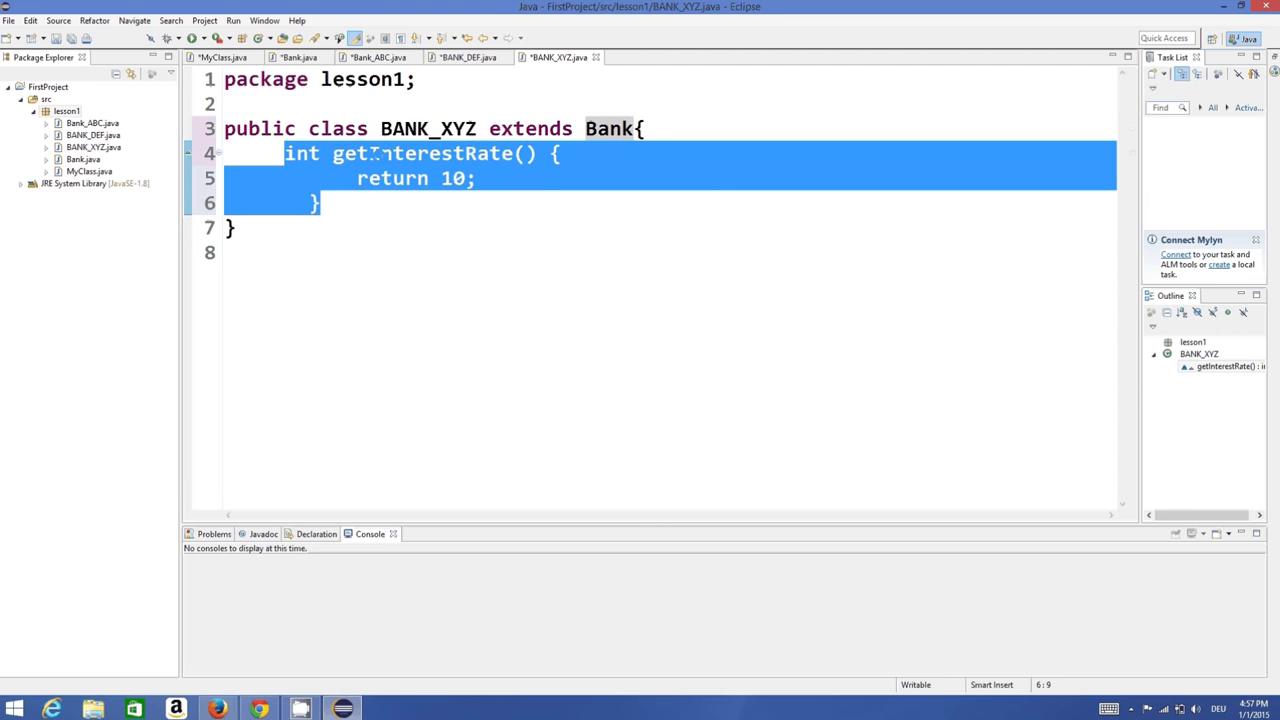 Java - FirstProject/src/lesson1/BANK_XYZ.java - Eclipse
File Edit Source Refactor Navigate Search Project Run Window Help
Quick Access
Java
Package Explorer
*MyClass.java
*Bank.java
*Bank_ABC.java
*BANK_DEF.java
*BANK_XYZ.java
Task List
FirstProject
src
lesson1
Bank_ABC.java
BANK_DEF.java
BANK_XYZ.java
Bank.java
MyClass.java
JRE System Library [JavaSE-1.8]
1 package lesson1;
2
3 public class BANK_XYZ extends Bank{
4 int getInterestRate() {
5 return 10;
6 }
7 }
8
Find All Activa...
Connect Mylyn
Connect to your task and
ALM tools or create a local
task.
Outline
lesson1
BANK_XYZ
getInterestRate() : i
Problems Javadoc Declaration Console
No consoles to display at this time.
Writable Smart Insert 6 : 9
DEU
4:57 PM
1/1/2015